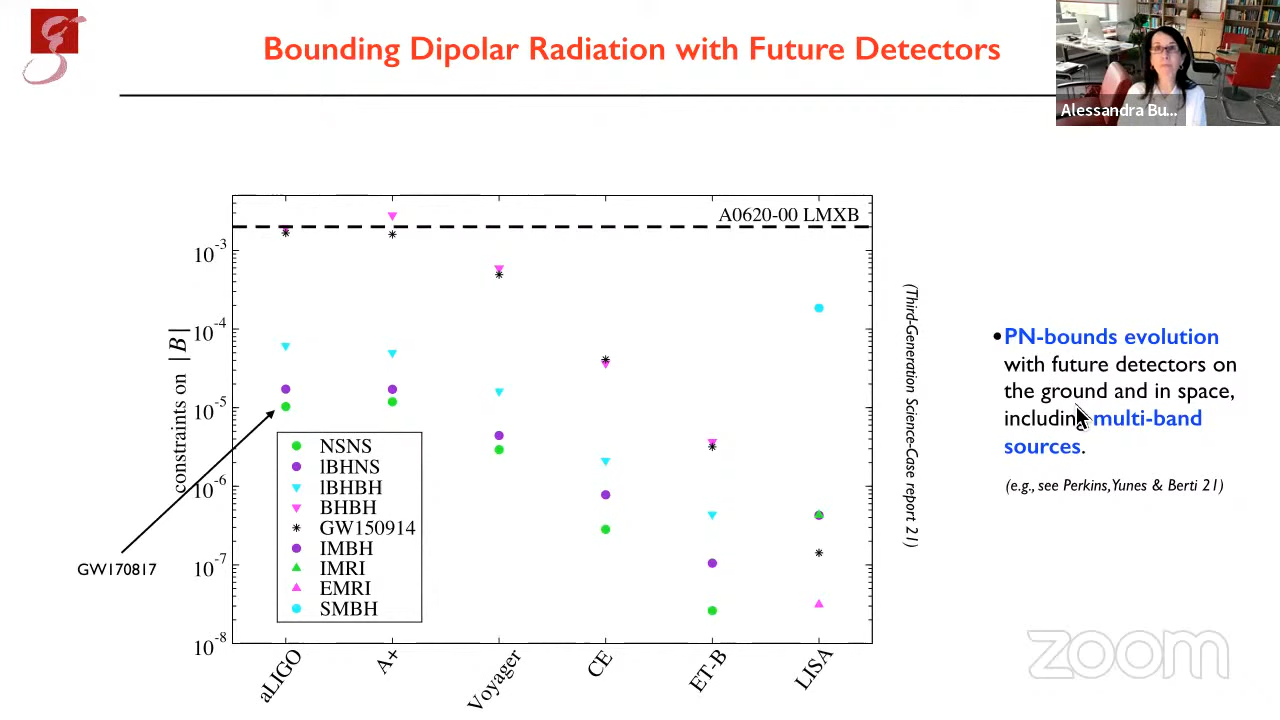 Bounding Dipolar Radiation with Future Detectors
Alessandra Bu...
A0620-00 LMXB
constraints on |B|
10^-3
10^-4
10^-5
10^-6
10^-7
10^-8
NSNS
lBHNS
lBHBH
BHBH
GW150914
IMBH
IMRI
EMRI
SMBH
GW170817
aLIGO
A+
Voyager
CE
ET-B
LISA
(Third-Generation Science-Case report 21)
•PN-bounds evolution
with future detectors on
the ground and in space,
including multi-band
sources.
(e.g., see Perkins, Yunes & Berti 21)
zoom